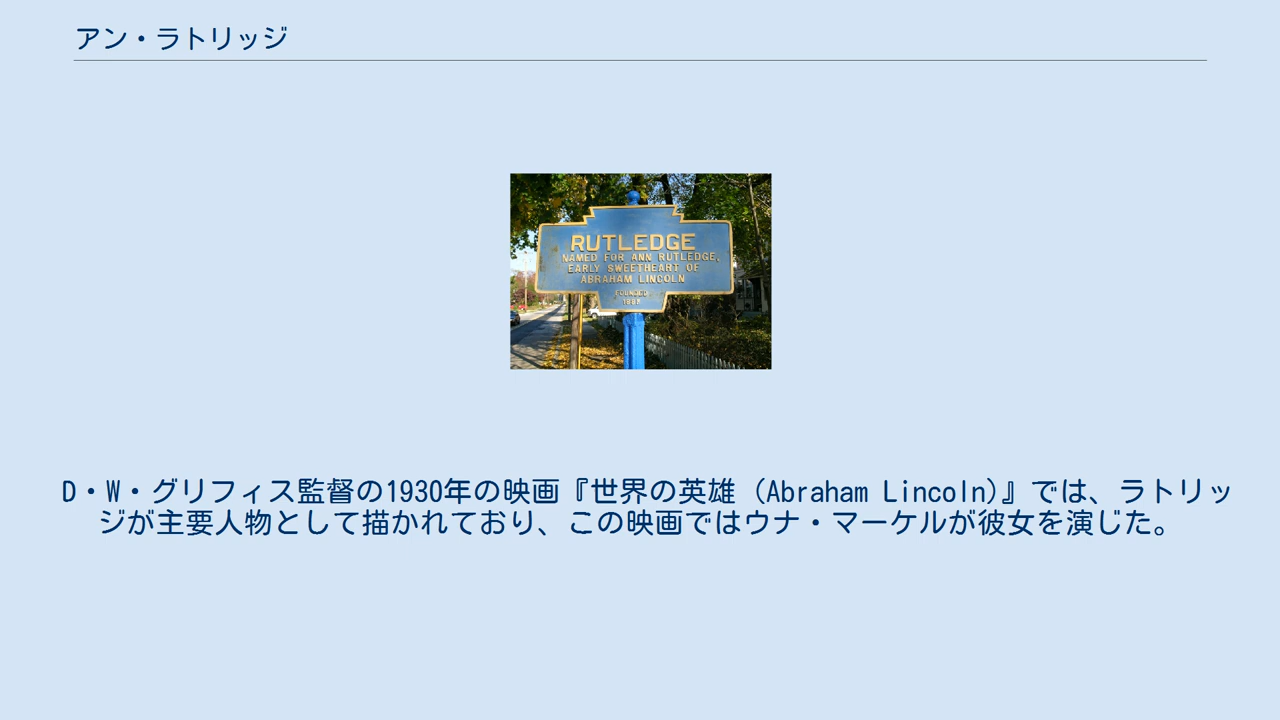 アン・ラトリッジ
RUTLEDGE
NAMED FOR ANN RUTLEDGE,
EARLY SWEETHEART OF
ABRAHAM LINCOLN
FOUNDED
D・W・グリフィス監督の1930年の映画『世界の英雄 (Abraham Lincoln)』では、ラトリッ
ジが主要人物として描かれており、この映画ではウナ・マーケルが彼女を演じた。